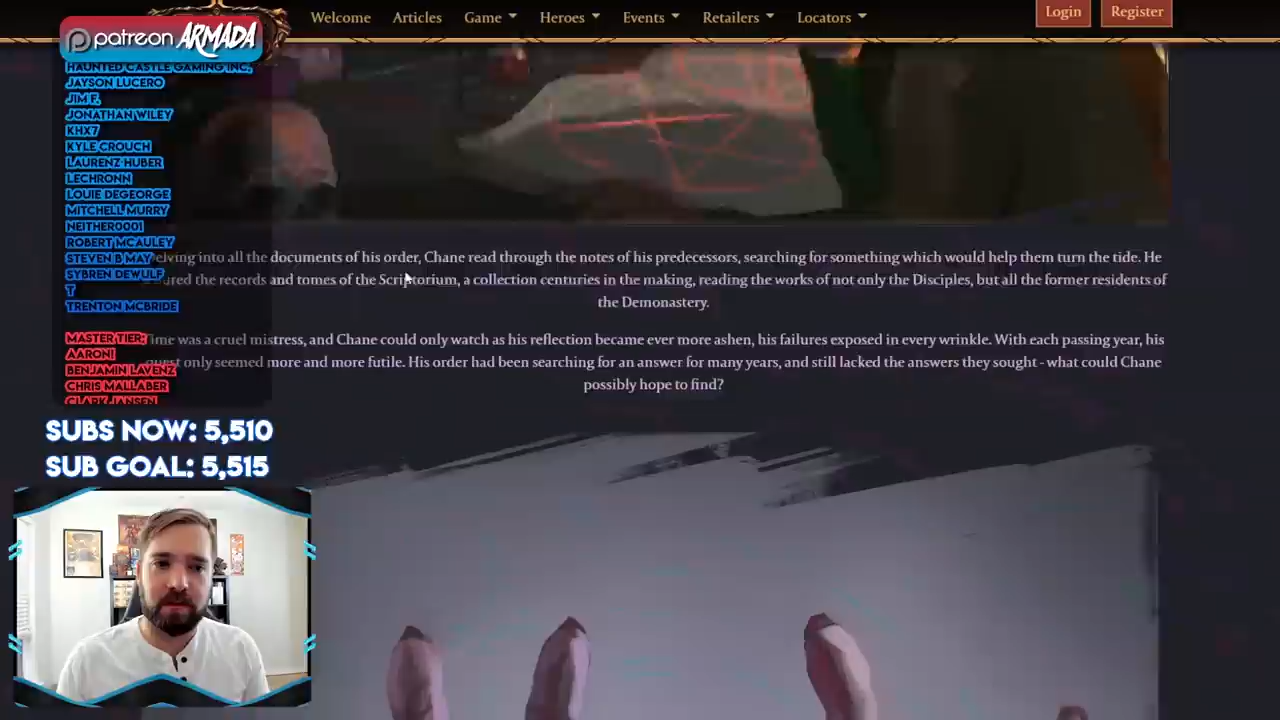 Welcome Articles Game Heroes Events Retailers Locators Login Register
patreon ARMADA
HAUNTED CASTLE GAMING INC,
JAYSON LUCERO
JIM F.
JONATHAN WILEY
KHX7
KYLE CROUCH
LAURENZ HUBER
LECHRONN
LOUIE DEGEORGE
MITCHELL MURRY
NEITHER0001
ROBERT MCAULEY
STEVEN B MAY
SYBREN DEWULF
T
TRENTON MCBRIDE
MASTER TIER:
AARON!
BENJAMIN LAVENZ
CHRIS MALLABER
CLARK JANSEN
elving into all the documents of his order, Chane read through the notes of his predecessors, searching for something which would help them turn the tide. He
red the records and tomes of the Scriptorium, a collection centuries in the making, reading the works of not only the Disciples, but all the former residents of
the Demonastery.
Time was a cruel mistress, and Chane could only watch as his reflection became ever more ashen, his failures exposed in every wrinkle. With each passing year, his
quest only seemed more and more futile. His order had been searching for an answer for many years, and still lacked the answers they sought - what could Chane
possibly hope to find?
SUBS NOW: 5,510
SUB GOAL: 5,515